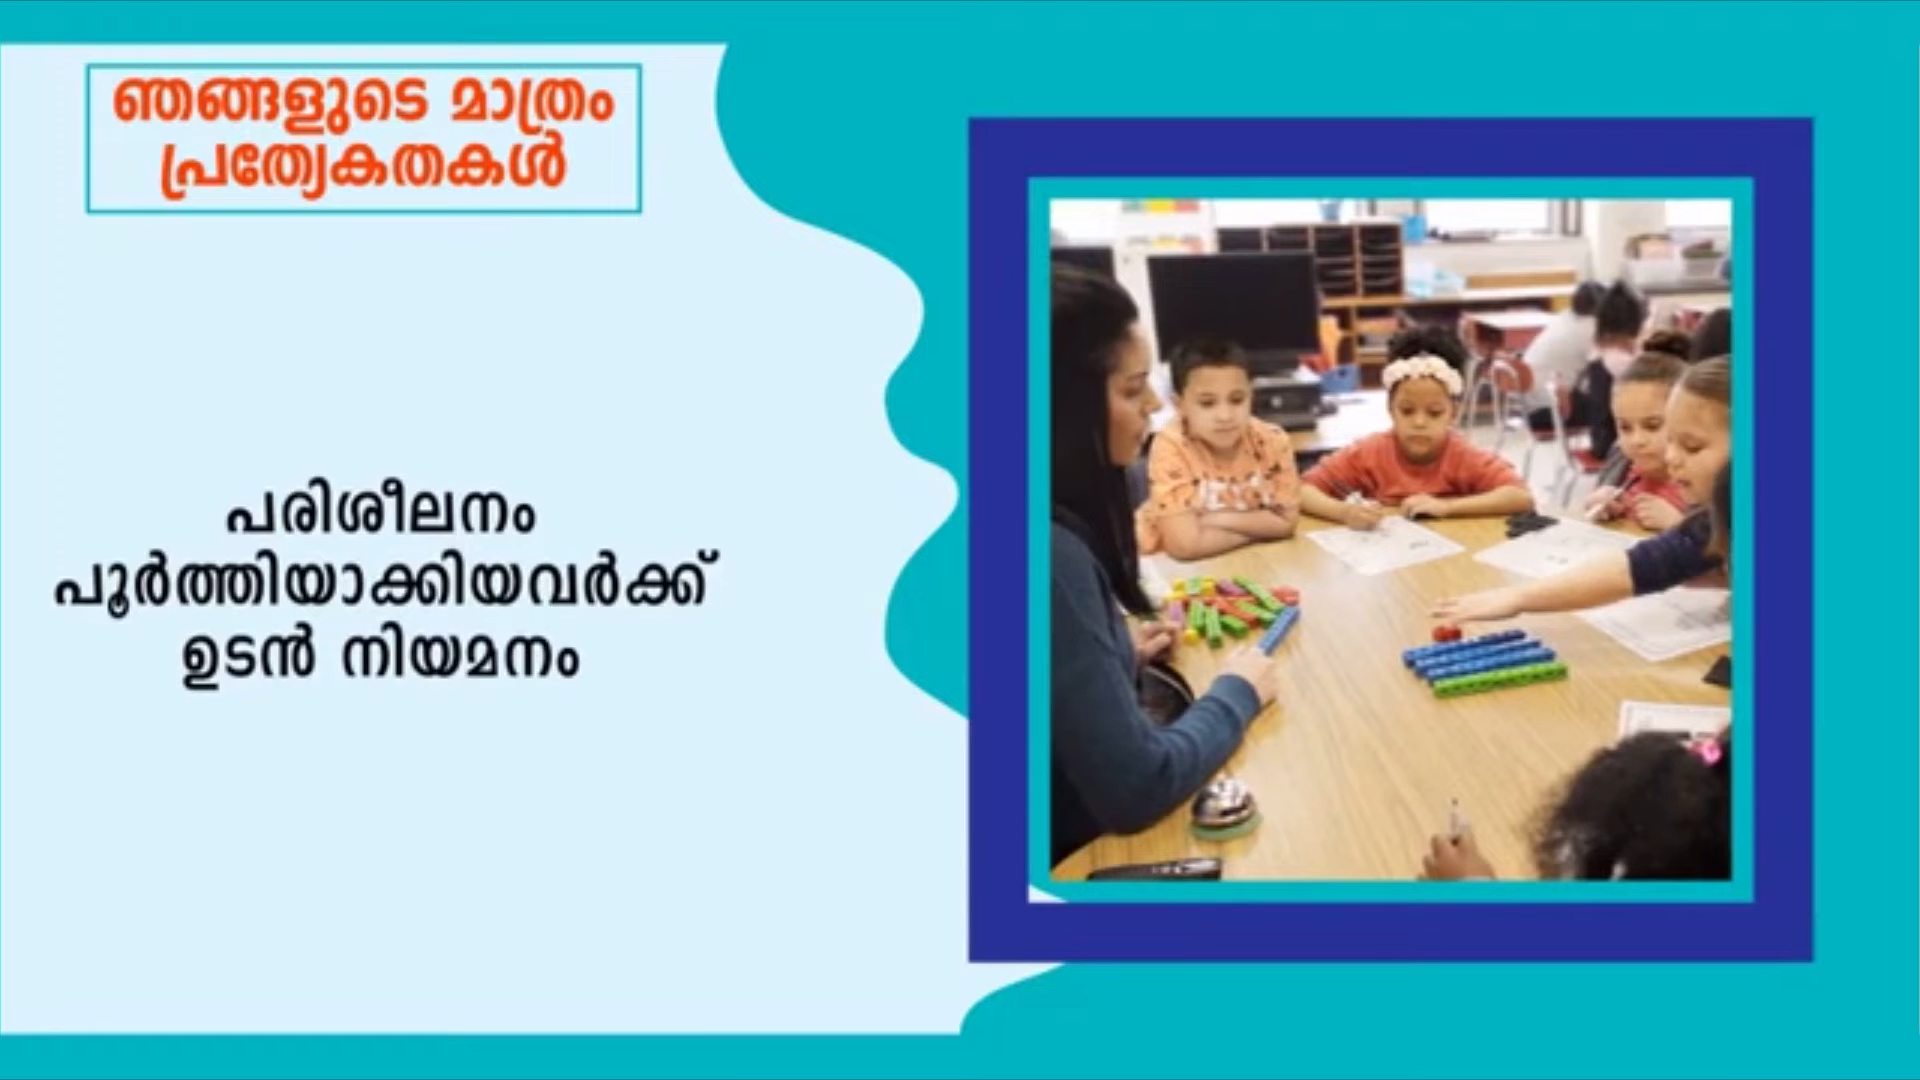 ഞങ്ങളുടെ മാത്രം
പ്രത്യേകതകൾ
പരിശീലനം
പൂർത്തിയാക്കിയവർക്ക്
ഉടൻ നിയമനം